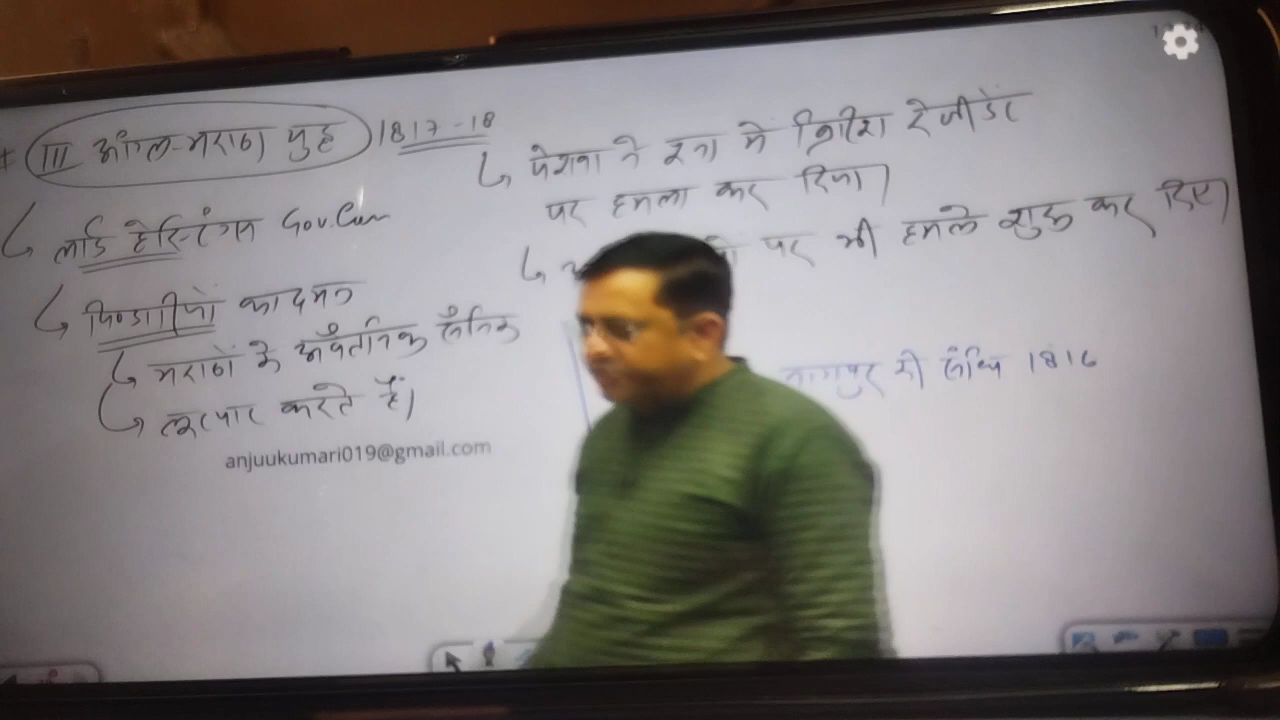 III आंग्ल-मराठा युद्ध 1817-18
↳ लार्ड हेस्टिंग्स Gov. Gen
↳ पिण्डारियों का दमन
↳ मराठों के अवैतनिक सैनिक
↳ लूटपाट करते हैं।
anjuukumari019@gmail.com
↳ पेशवा ने पूना में ब्रिटिश रेजीडेंट
पर हमला कर दिया।
↳ पर भी हमले शुरू कर दिए।
नागपुर की संधि 1816